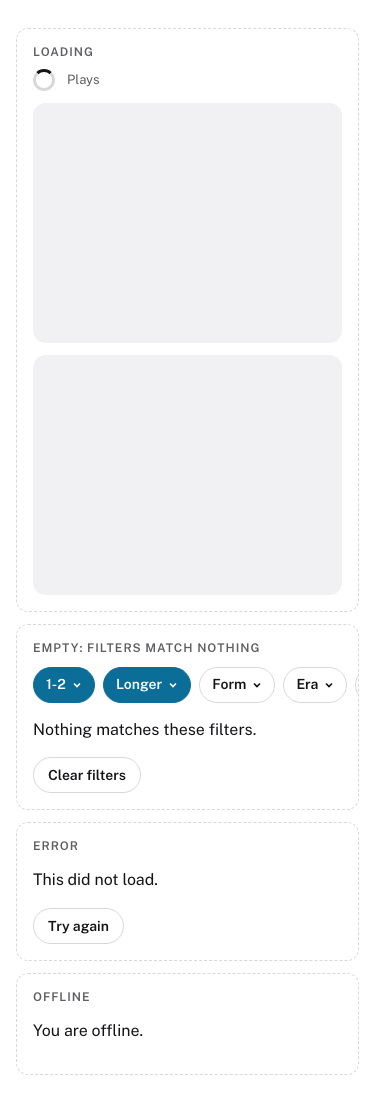 LOADING
Plays
EMPTY: FILTERS MATCH NOTHING
1-2 Longer Form Era
Nothing matches these filters.
Clear filters
ERROR
This did not load.
Try again
OFFLINE
You are offline.